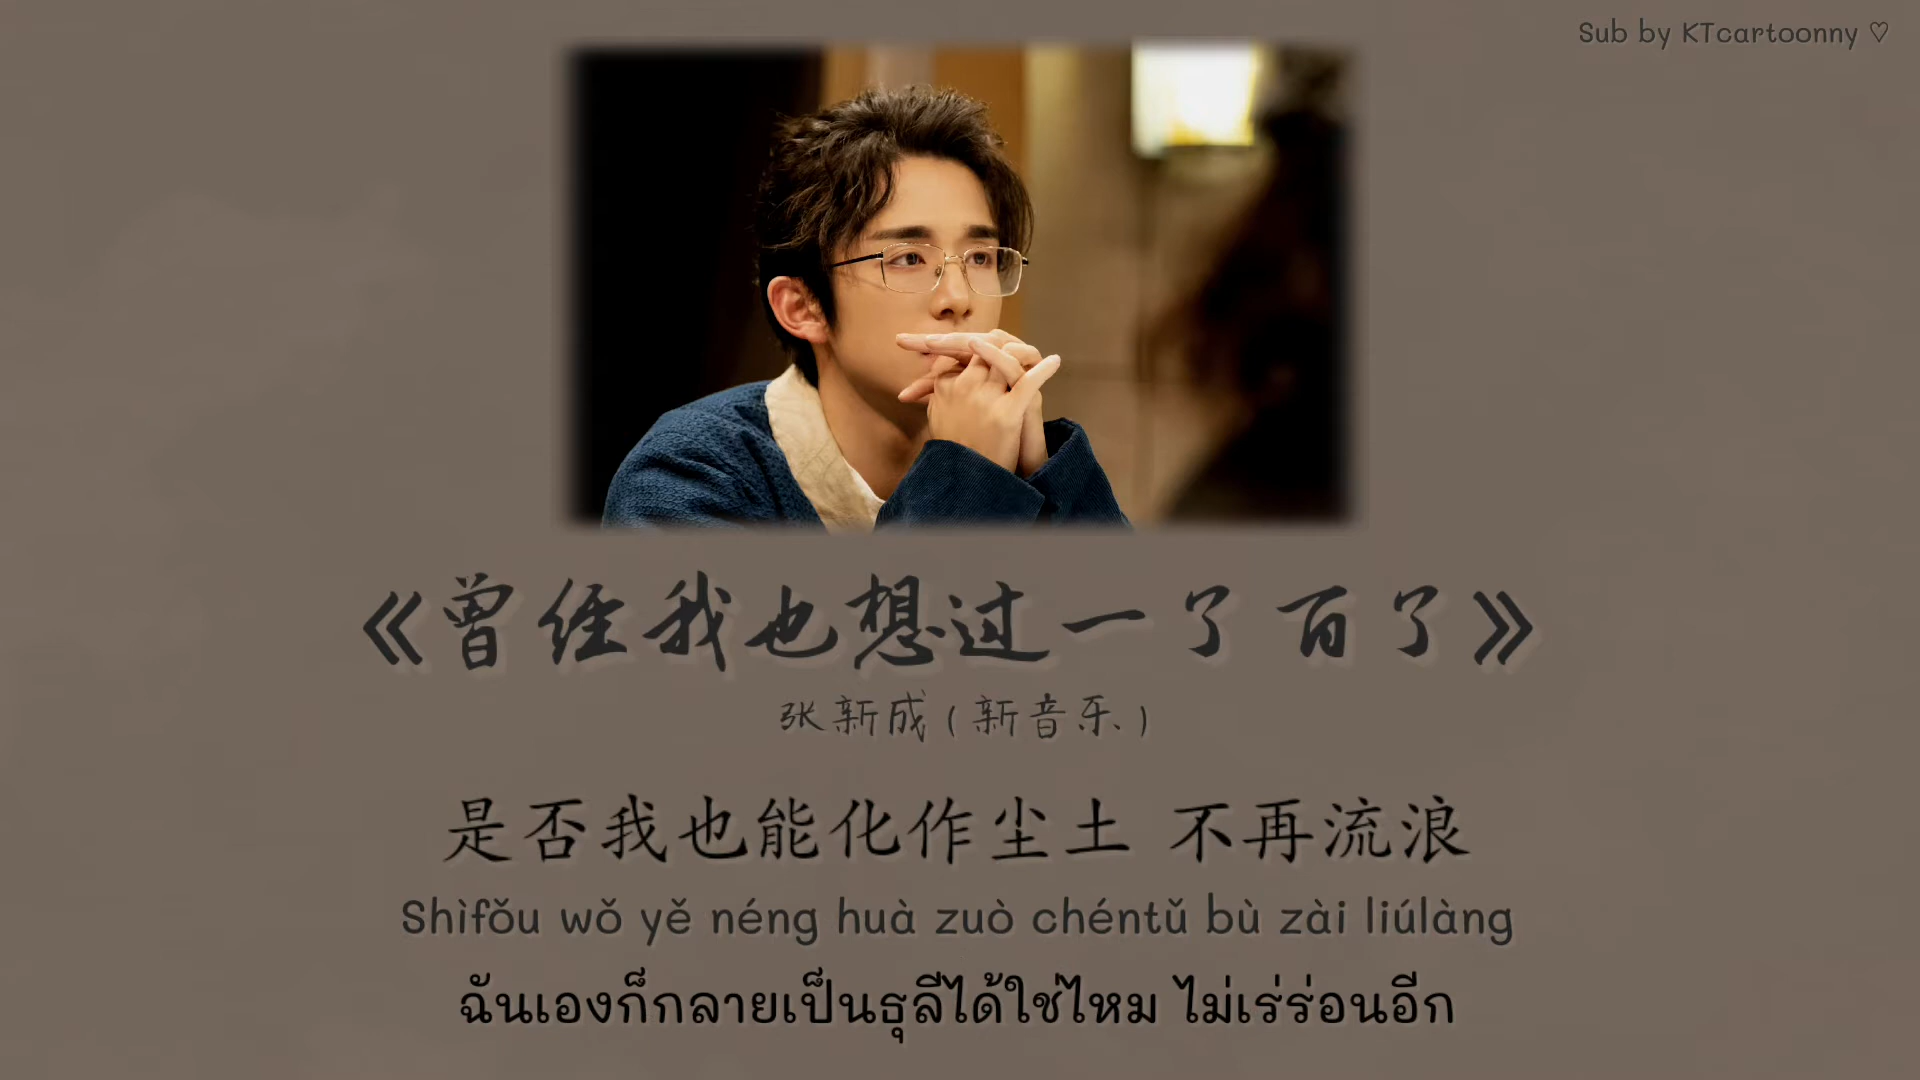 Sub by KTcartoonny ♡
《曾经我也想过一了百了》
张新成(新音乐)
是否我也能化作尘土 不再流浪
Shìfǒu wǒ yě néng huà zuò chéntǔ bù zài liúlàng
ฉันเองก็กลายเป็นธุลีได้ใช่ไหม ไม่เร่ร่อนอีก